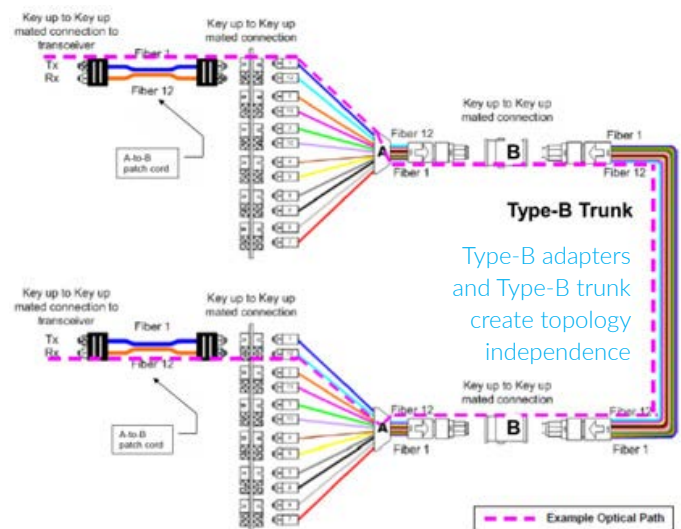 Key up to Key up
mated connection to
transceiver
Key up to Key up
mated connection
Fiber 1
Tx
Rx
Fiber 12
A-to-B
patch cord
A
Fiber 12
Fiber 1
Key up to Key up
mated connection
B
Fiber 1
Fiber 12
Type-B Trunk
Type-B adapters
and Type-B trunk
create topology
independence
Key up to Key up
mated connection to
transceiver
Key up to Key up
mated connection
Fiber 1
Tx
Rx
Fiber 12
A-to-B
patch cord
A
Fiber 12
Fiber 1
Key up to Key up
mated connection
B
Fiber 12
Fiber 1
Example Optical Path